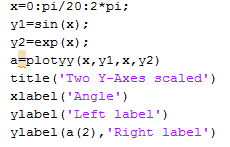 x=0:pi/20:2*pi;
y1=sin(x);
y2=exp(x);
a=plotyy(x,y1,x,y2)
title('Two Y-Axes scaled')
xlabel('Angle')
ylabel('Left label')
ylabel(a(2),'Right label')